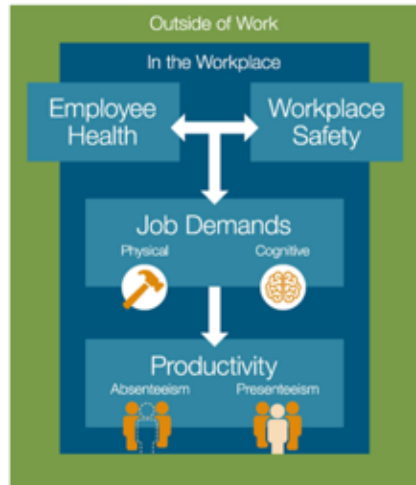 Outside of Work
In the Workplace
Employee
Health
Workplace
Safety
Job Demands
Physical
Cognitive
Productivity
Absenteeism
Presenteeism